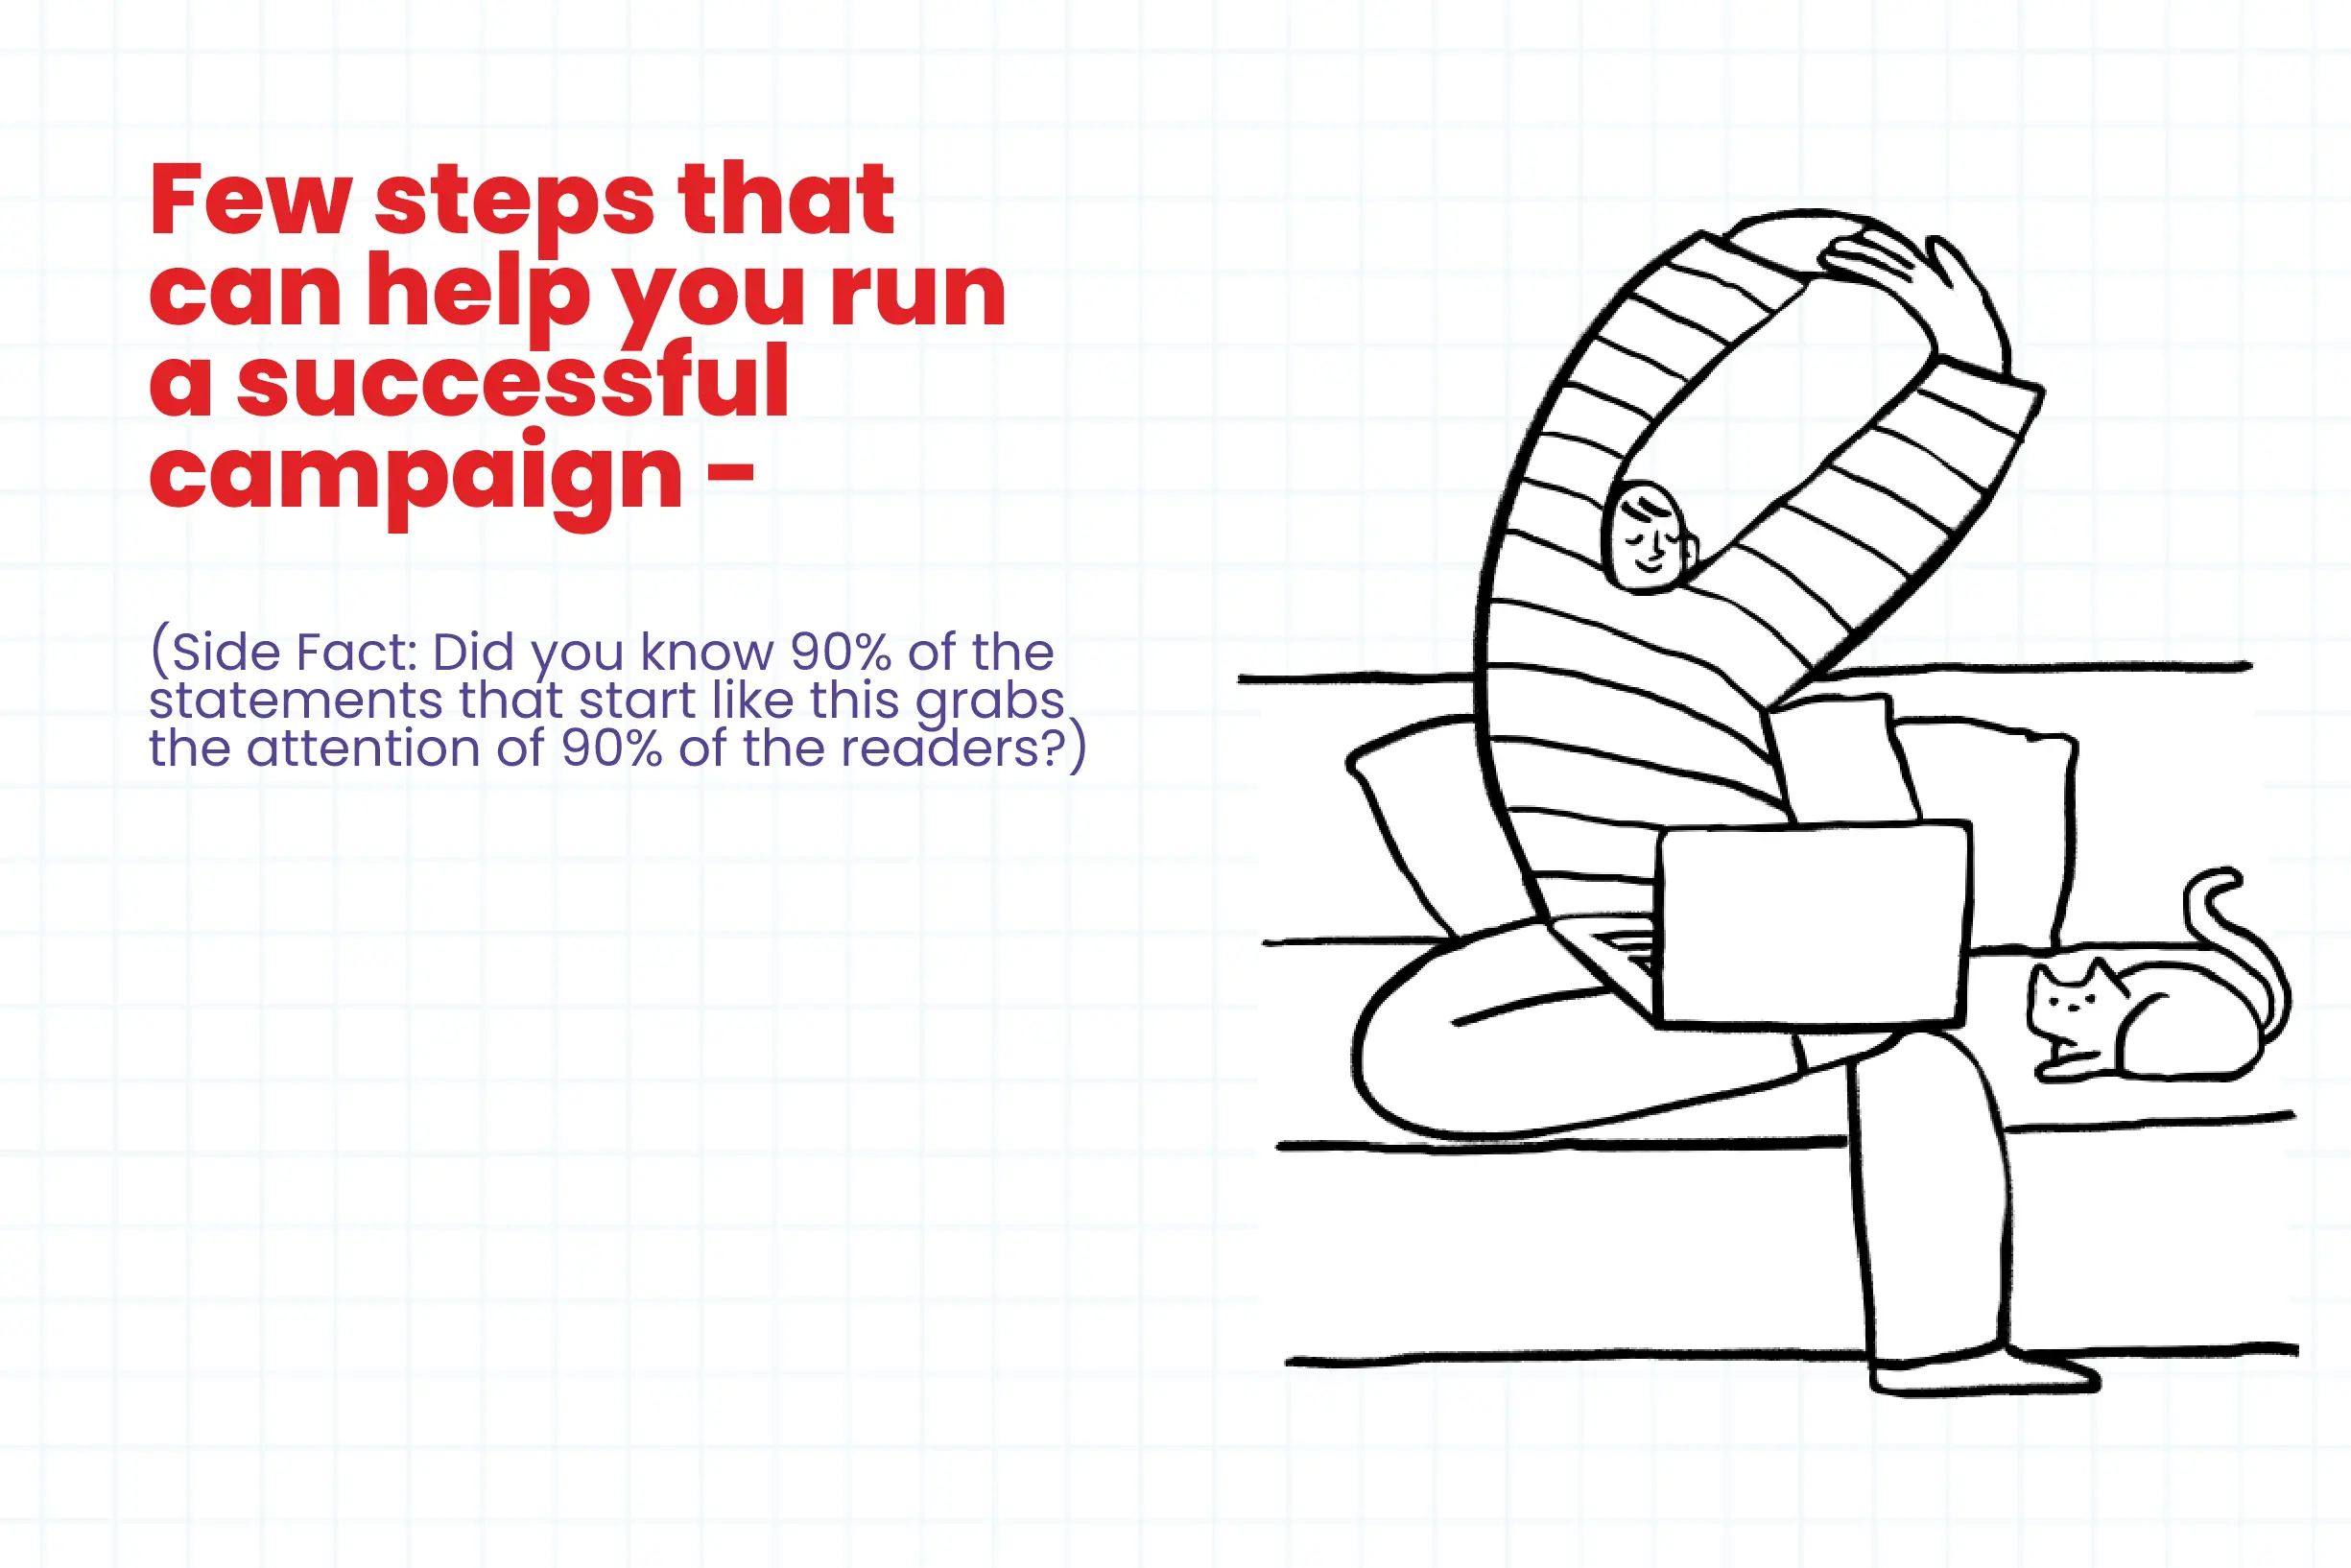 Few steps that
can help you run
a successful
campaign -
(Side Fact: Did you know 90% of the
statements that start like this grabs
the attention of 90% of the readers?)